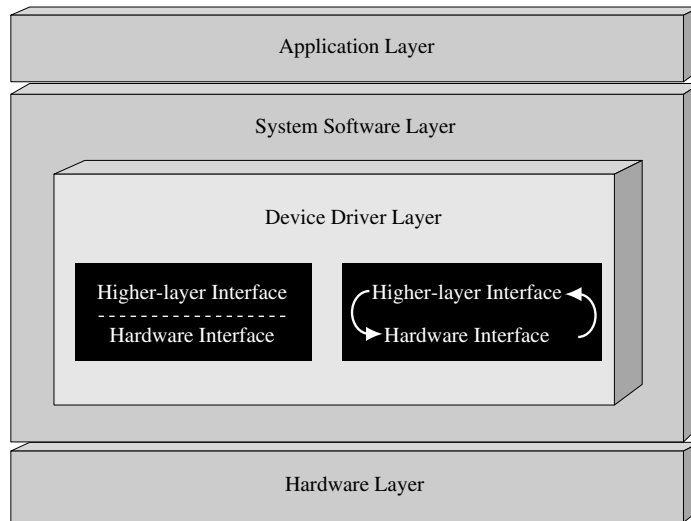 Application Layer
System Software Layer
Device Driver Layer
Higher-layer Interface
Hardware Interface
Higher-layer Interface
Hardware Interface
Hardware Layer